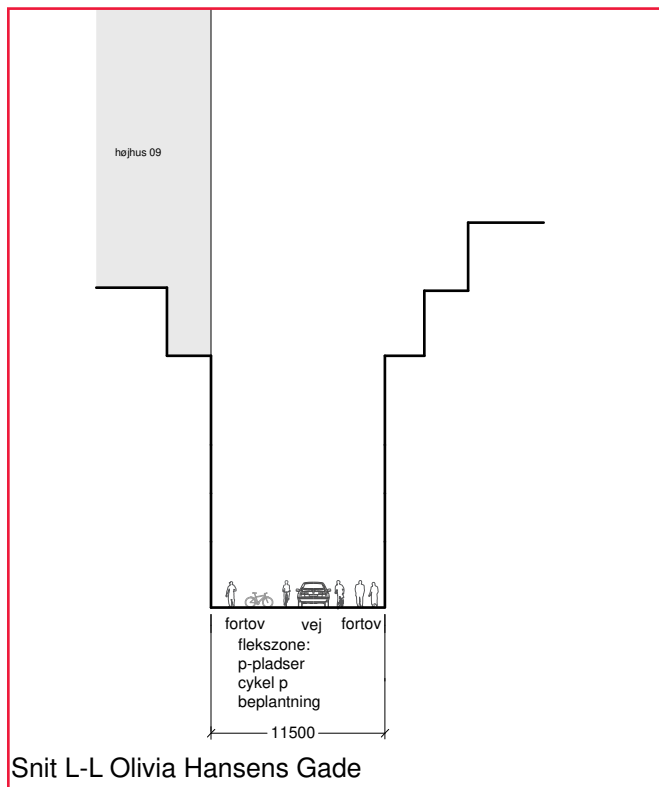 højhus 09
fortov vej fortov
flekszone:
p-pladser
cykel p
beplantning
11500
Snit L-L Olivia Hansens Gade